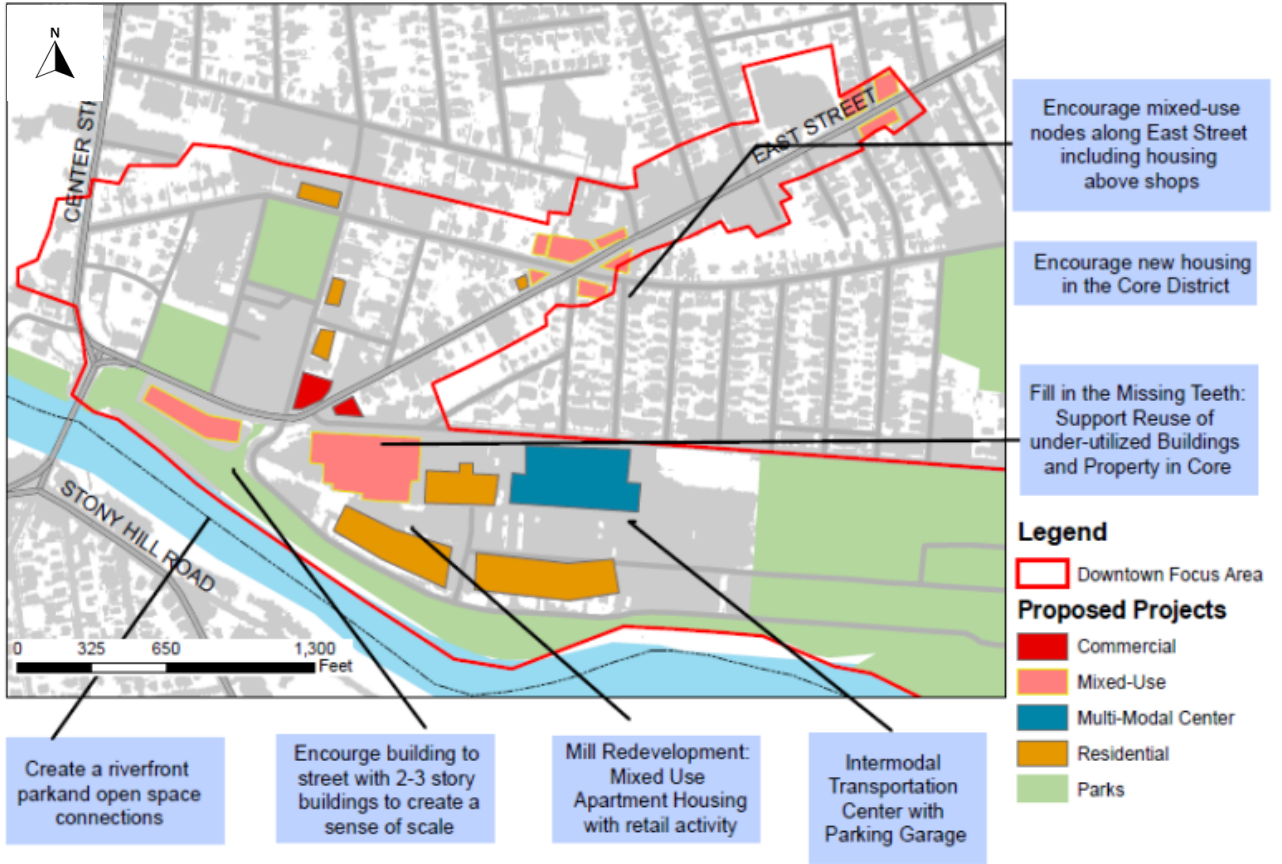 N
CENTER STR
EAST STREET
STONY HILL ROAD
0 325 650 1,300
Feet
Encourage mixed-use
nodes along East Street
including housing
above shops
Encourage new housing
in the Core District
Fill in the Missing Teeth:
Support Reuse of
under-utilized Buildings
and Property in Core
Legend
Downtown Focus Area
Proposed Projects
Commercial
Mixed-Use
Multi-Modal Center
Residential
Parks
Create a riverfront
parkand open space
connections
Encourge building to
street with 2-3 story
buildings to create a
sense of scale
Mill Redevelopment:
Mixed Use
Apartment Housing
with retail activity
Intermodal
Transportation
Center with
Parking Garage